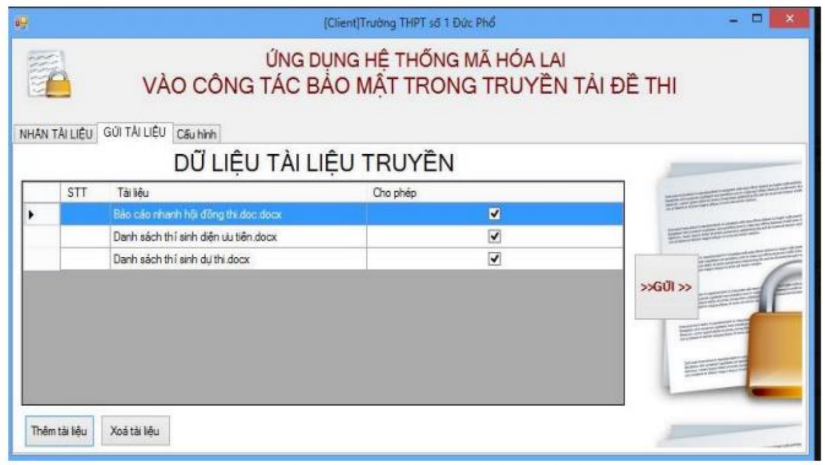 [Client]Trường THPT số 1 Đức Phổ
ỨNG DỤNG HỆ THỐNG MÃ HÓA LAI
VÀO CÔNG TÁC BẢO MẬT TRONG TRUYỀN TẢI ĐỀ THI
NHẬN TÀI LIỆU GỬI TÀI LIỆU Cấu hình
DỮ LIỆU TÀI LIỆU TRUYỀN
STT Tài liệu Cho phép
Báo cáo nhanh hội đồng thi.doc.docx
Danh sách thí sinh diện ưu tiên.docx
Danh sách thí sinh dự thi.docx
>>GỬI >>
Thêm tài liệu Xoá tài liệu